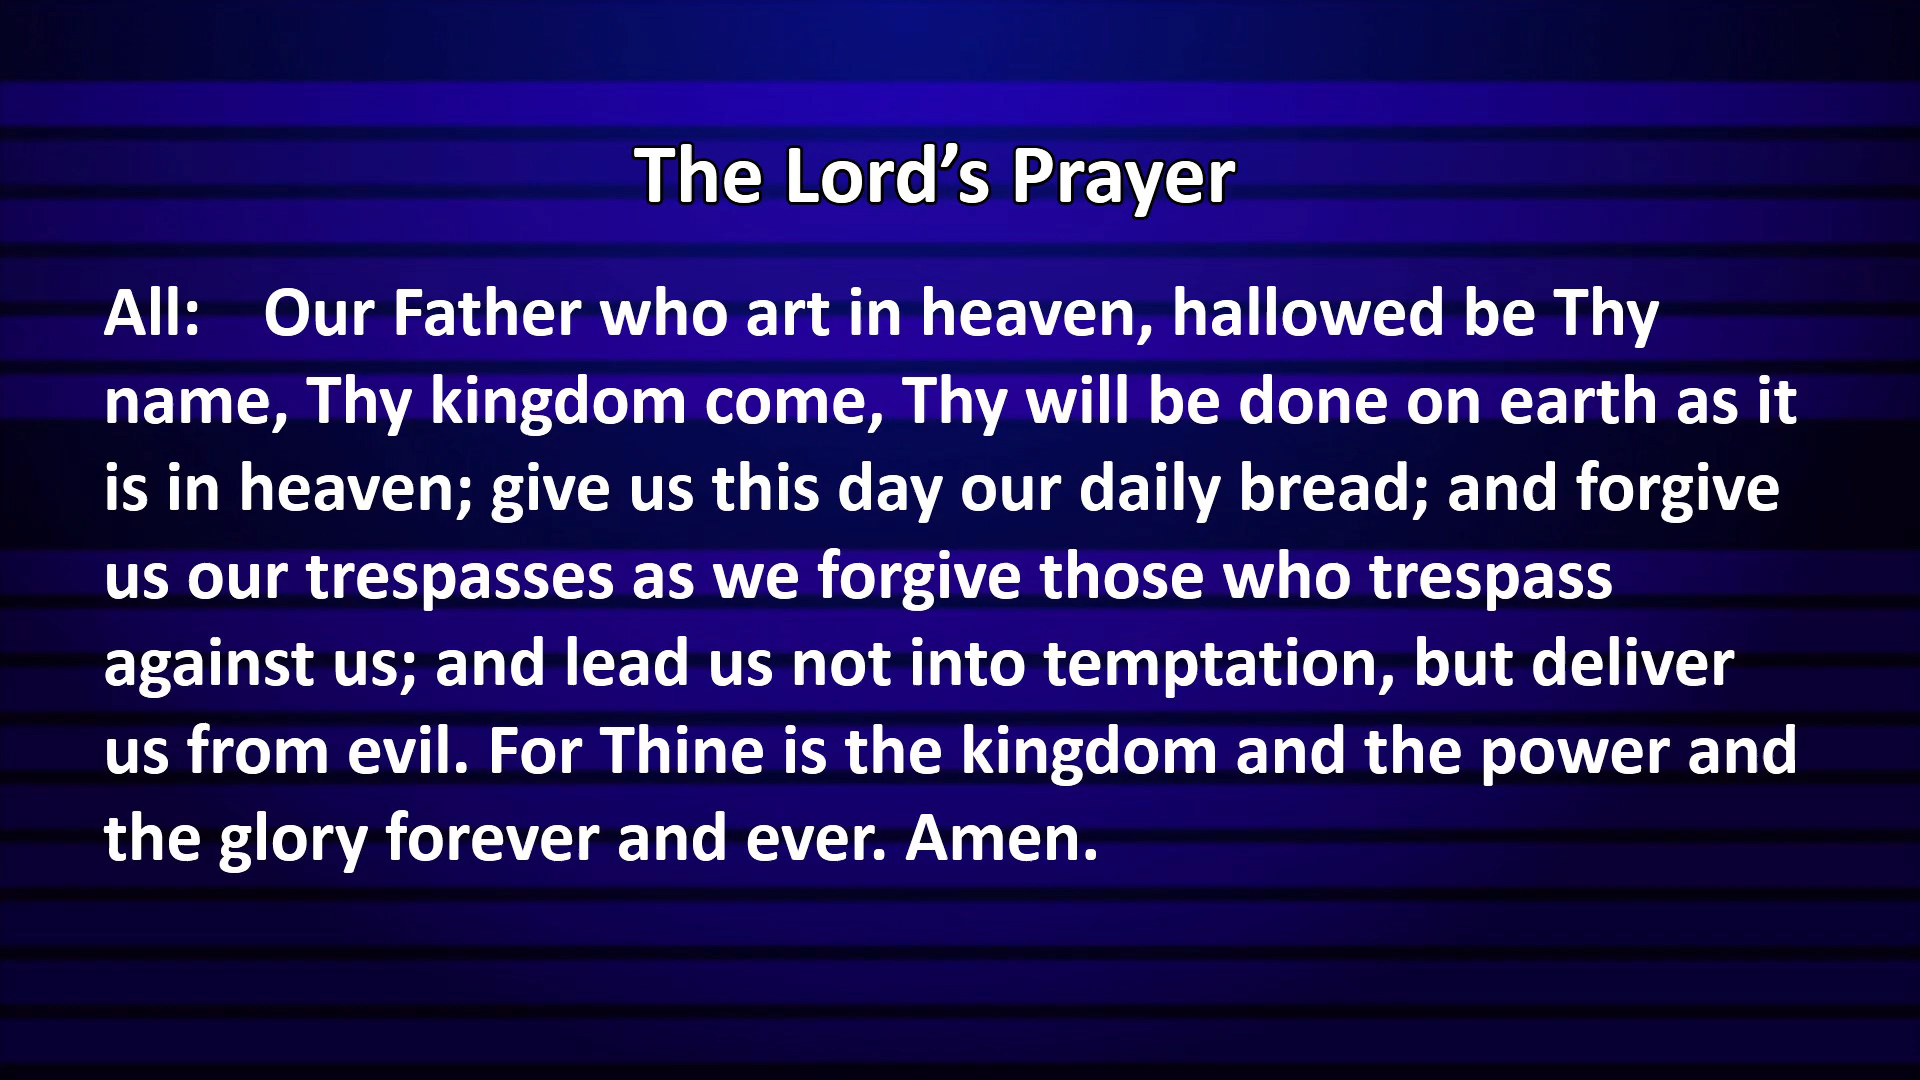 The Lord’s Prayer
All: Our Father who art in heaven, hallowed be Thy
name, Thy kingdom come, Thy will be done on earth as it
is in heaven; give us this day our daily bread; and forgive
us our trespasses as we forgive those who trespass
against us; and lead us not into temptation, but deliver
us from evil. For Thine is the kingdom and the power and
the glory forever and ever. Amen.